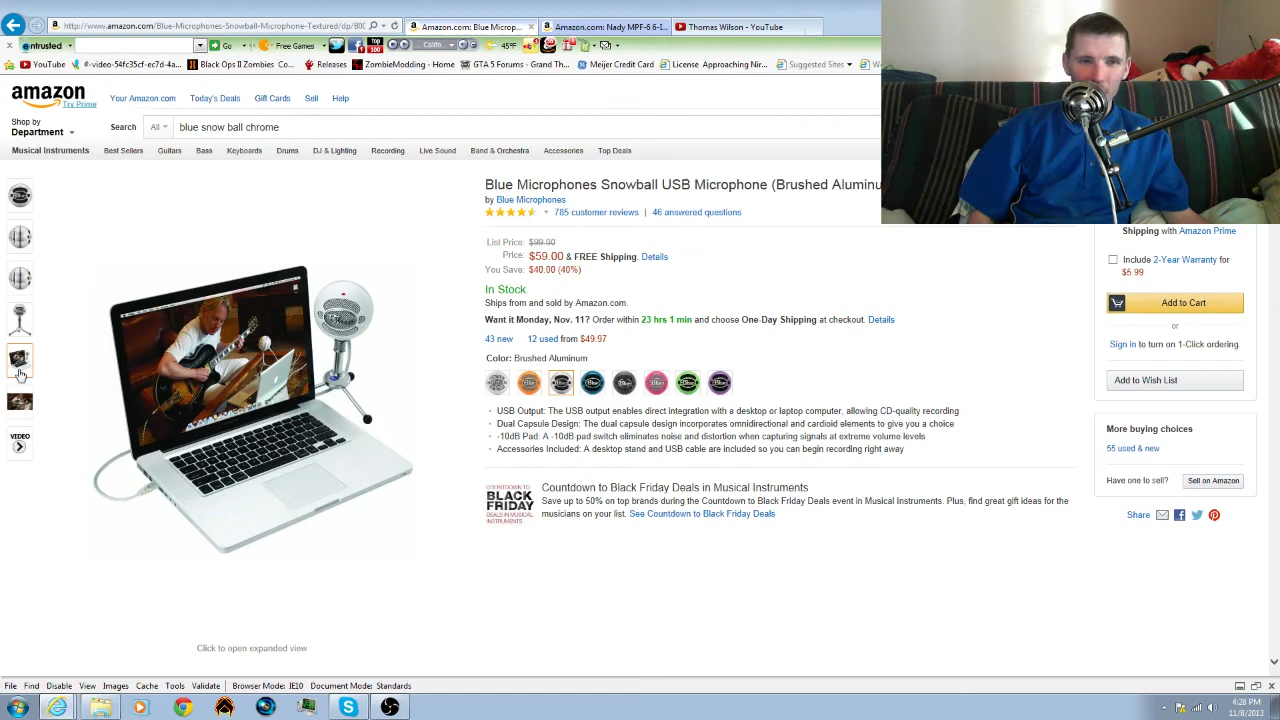 http://www.amazon.com/Blue-Microphones-Snowball-Microphone-Textured/dp/B00
Amazon.com: Blue Microp...
Amazon.com: Nady MPF-6 6-I...
Thomas Wilson - YouTube
entrusted
Go
Free Games
Top 100
Califo...
45°F
YouTube
#-video-54fc35cf-ec7d-4a...
Black Ops II Zombies Co...
Releases
ZombieModding - Home
GTA 5 Forums - Grand Th...
Meijer Credit Card
License Approaching Nin...
Suggested Sites
amazon
Try Prime
Your Amazon.com
Today's Deals
Gift Cards
Sell
Help
Shop by
Department
Search
All
blue snow ball chrome
Musical Instruments
Best Sellers
Guitars
Bass
Keyboards
Drums
DJ & Lighting
Recording
Live Sound
Band & Orchestra
Accessories
Top Deals
Blue Microphones Snowball USB Microphone (Brushed Aluminu
by Blue Microphones
785 customer reviews | 46 answered questions
List Price: $99.00
Price: $59.00 & FREE Shipping. Details
You Save: $40.00 (40%)
In Stock.
Ships from and sold by Amazon.com.
Want it Monday, Nov. 11? Order within 23 hrs 1 min and choose One-Day Shipping at checkout. Details
43 new 12 used from $49.97
Color: Brushed Aluminum
USB Output: The USB output enables direct integration with a desktop or laptop computer, allowing CD-quality recording
Dual Capsule Design: The dual capsule design incorporates omnidirectional and cardioid elements to give you a choice
-10dB Pad: A -10dB pad switch eliminates noise and distortion when capturing signals at extreme volume levels
Accessories Included: A desktop stand and USB cable are included so you can begin recording right away
COUNTDOWN TO
BLACK
FRIDAY
DEALS IN MUSICAL
INSTRUMENTS
Countdown to Black Friday Deals in Musical Instruments
Save up to 50% on top brands during the Countdown to Black Friday Deals event in Musical Instruments. Plus, find great gift ideas for the
musicians on your list. See Countdown to Black Friday Deals
Shipping with Amazon Prime
Include 2-Year Warranty for
$5.99
Add to Cart
or
Sign in to turn on 1-Click ordering.
Add to Wish List
More buying choices
55 used & new
Have one to sell? Sell on Amazon
Share
VIDEO
Click to open expanded view
File Find Disable View Images Cache Tools Validate Browser Mode: IE10 Document Mode: Standards
4:28 PM
11/8/2013